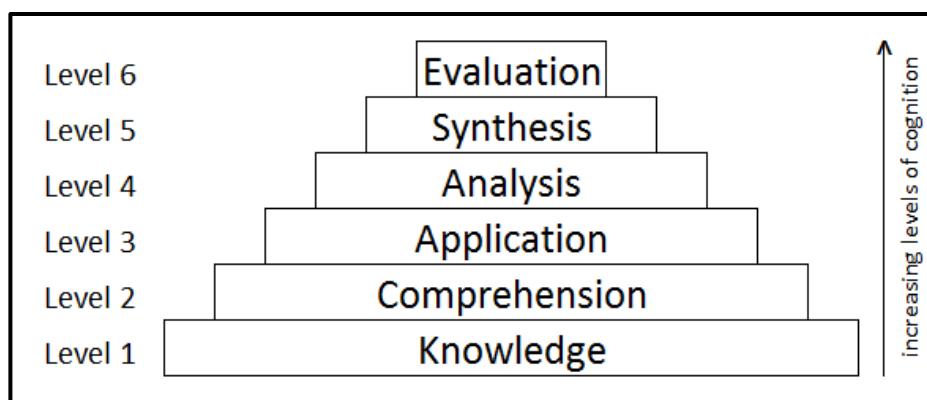 Level 6 Evaluation
Level 5 Synthesis
Level 4 Analysis
Level 3 Application
Level 2 Comprehension
Level 1 Knowledge
increasing levels of cognition